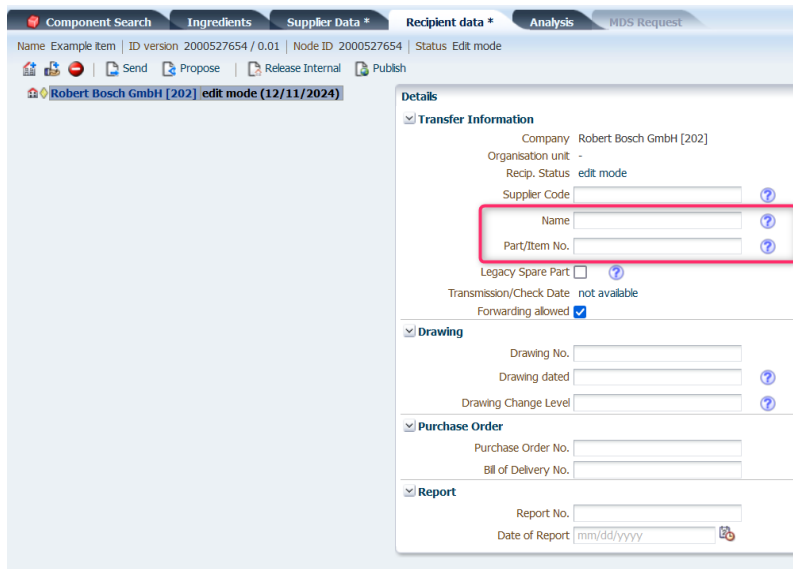 Component Search Ingredients Supplier Data * Recipient data * Analysis MDS Request
Name Example item | ID version 2000527654 / 0.01 | Node ID 2000527654 | Status Edit mode
Send Propose | Release Internal Publish
Robert Bosch GmbH [202] edit mode (12/11/2024)
Details
Transfer Information
Company Robert Bosch GmbH [202]
Organisation unit -
Recip. Status edit mode
Supplier Code
Name
Part/Item No.
Legacy Spare Part
Transmission/Check Date not available
Forwarding allowed
Drawing
Drawing No.
Drawing dated
Drawing Change Level
Purchase Order
Purchase Order No.
Bill of Delivery No.
Report
Report No.
Date of Report mm/dd/yyyy